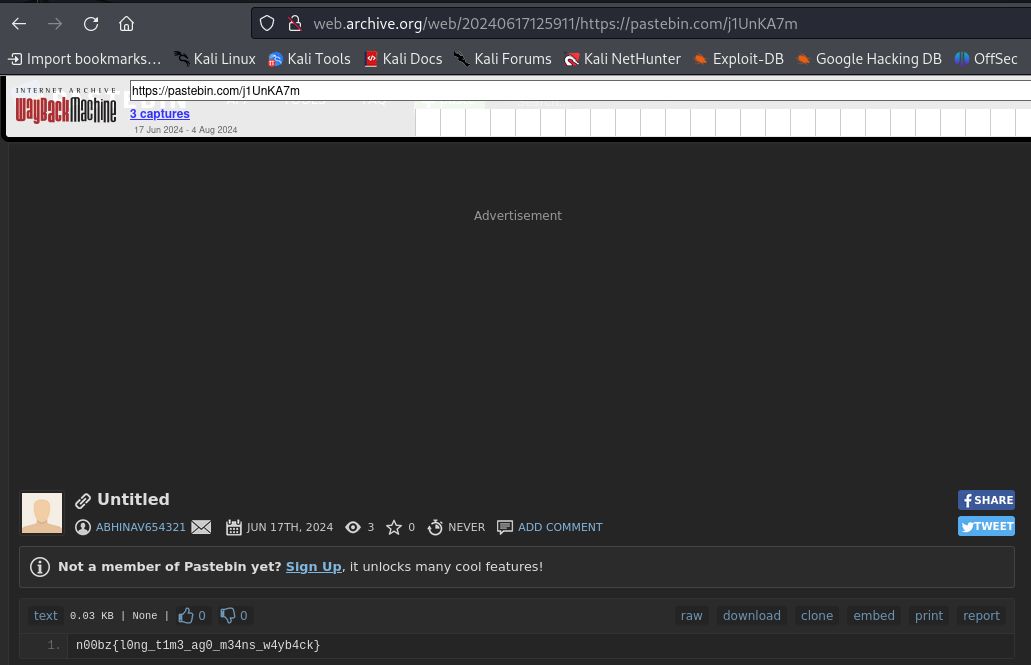 web.archive.org/web/20240617125911/https://pastebin.com/j1UnKA7m
Import bookmarks... Kali Linux Kali Tools Kali Docs Kali Forums Kali NetHunter Exploit-DB Google Hacking DB OffSec
INTERNET ARCHIVE
WayBackMachine
https://pastebin.com/j1UnKA7m
3 captures
17 Jun 2024 - 4 Aug 2024
Advertisement
Untitled
SHARE
ABHINAV654321 JUN 17TH, 2024 3 0 NEVER ADD COMMENT
TWEET
Not a member of Pastebin yet? Sign Up, it unlocks many cool features!
text 0.03 KB | None | 0 0 raw download clone embed print report
1. n00bz{l0ng_t1m3_ag0_m34ns_w4yb4ck}